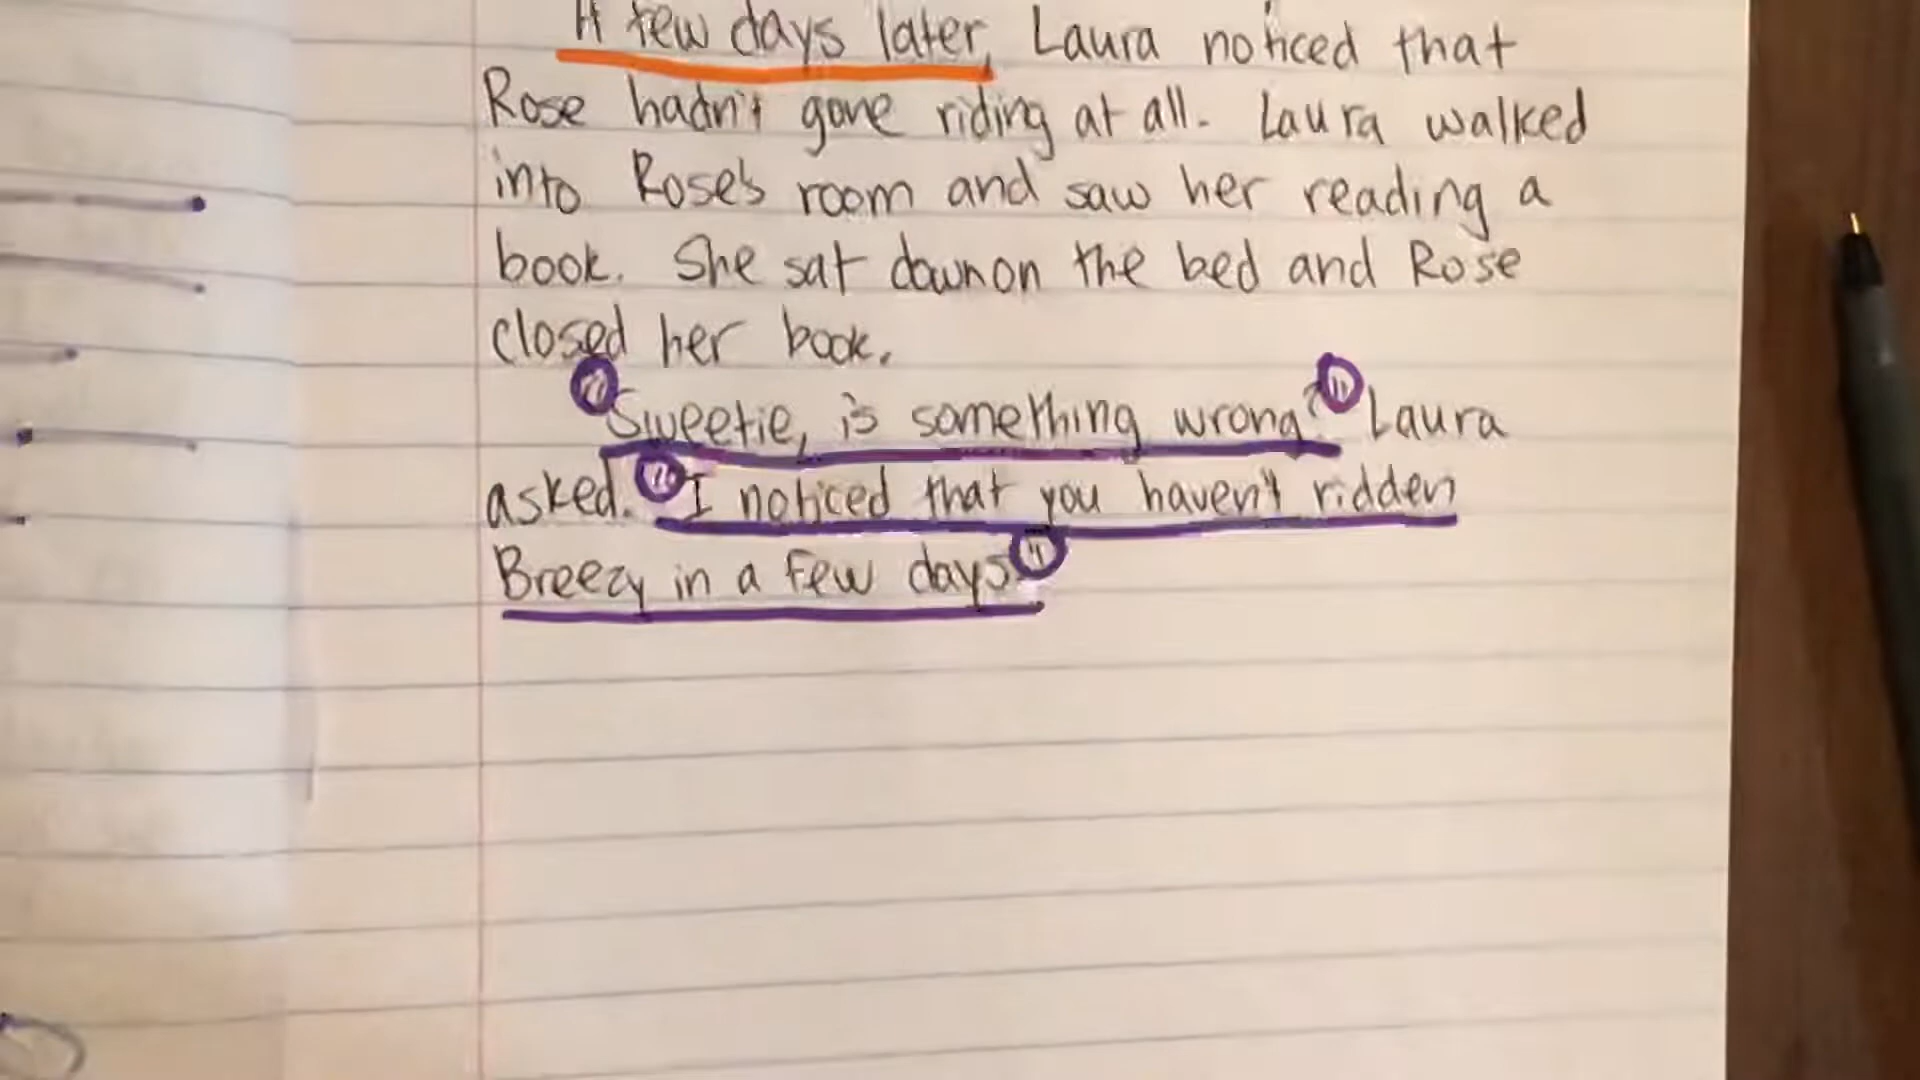 A few days later, Laura noticed that
Rose hadn't gone riding at all. Laura walked
into Rose's room and saw her reading a
book. She sat down on the bed and Rose
closed her book.
"Sweetie, is something wrong?" Laura
asked. "I noticed that you haven't ridden
Breezy in a few days."